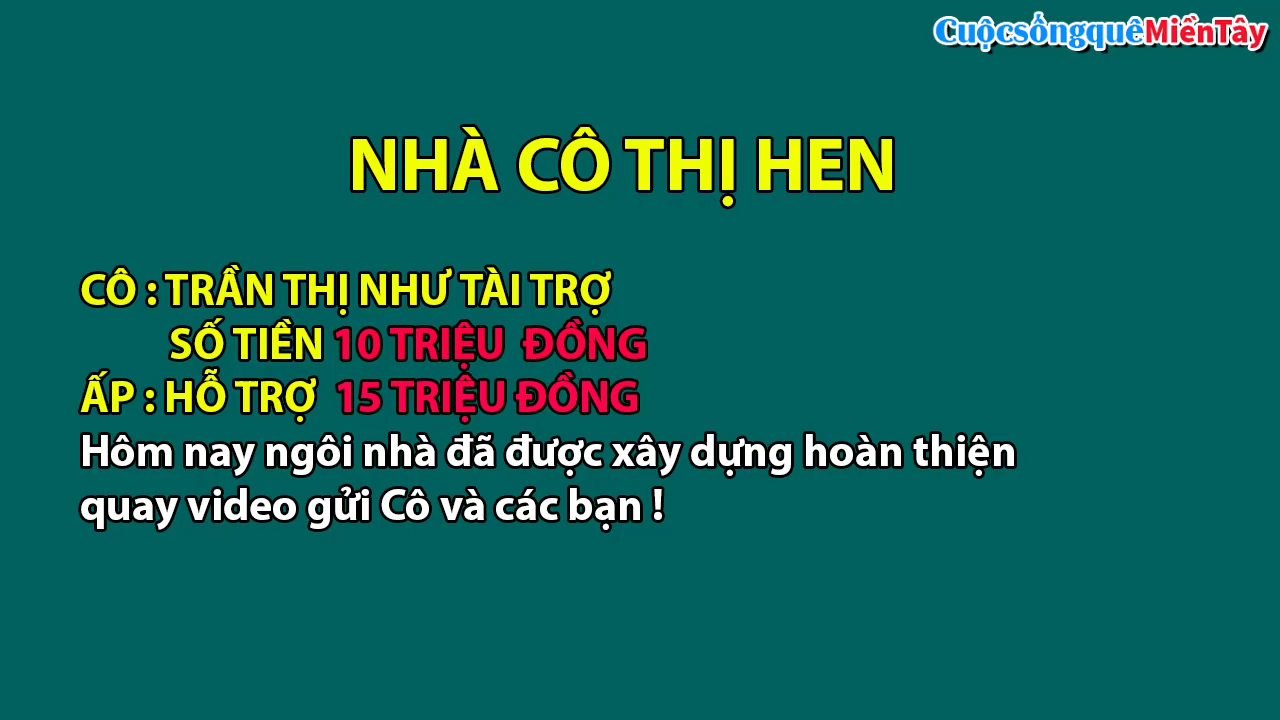 CuộcsốngquêMiềnTây
NHÀ CÔ THỊ HEN
CÔ : TRẦN THỊ NHƯ TÀI TRỢ
SỐ TIỀN 10 TRIỆU ĐỒNG
ẤP : HỖ TRỢ 15 TRIỆU ĐỒNG
Hôm nay ngôi nhà đã được xây dựng hoàn thiện
quay video gửi Cô và các bạn !